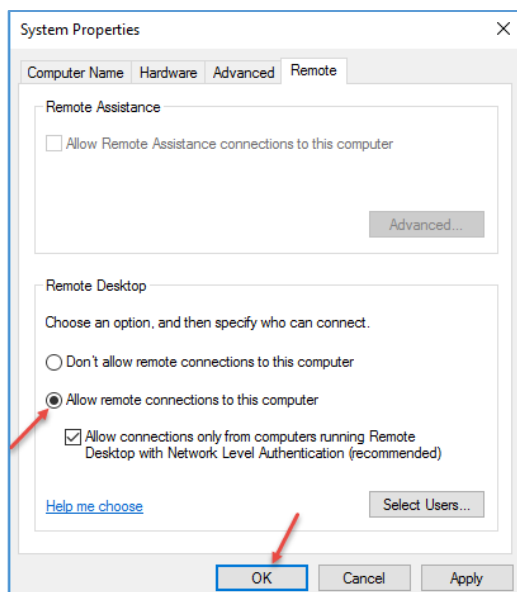 System Properties
Computer Name Hardware Advanced Remote
Remote Assistance
Allow Remote Assistance connections to this computer
Advanced...
Remote Desktop
Choose an option, and then specify who can connect.
Don't allow remote connections to this computer
Allow remote connections to this computer
Allow connections only from computers running Remote
Desktop with Network Level Authentication (recommended)
Help me choose Select Users...
OK Cancel Apply